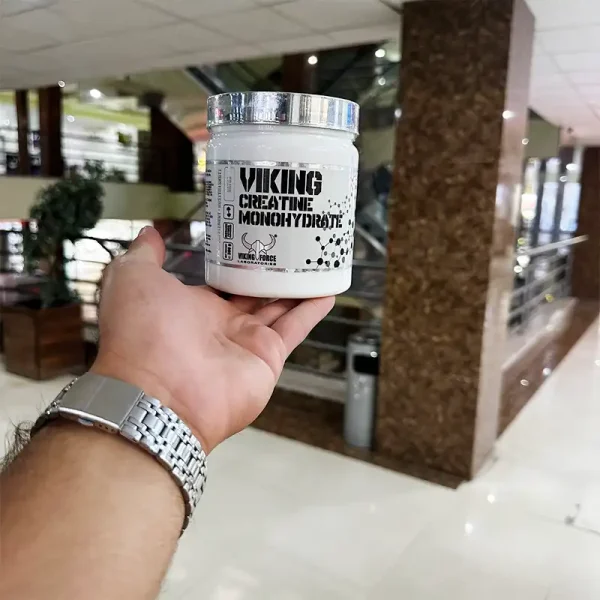 VIKING
CREATINE
MONOHYDRATE
VIKING FORCE
LABORATORIES